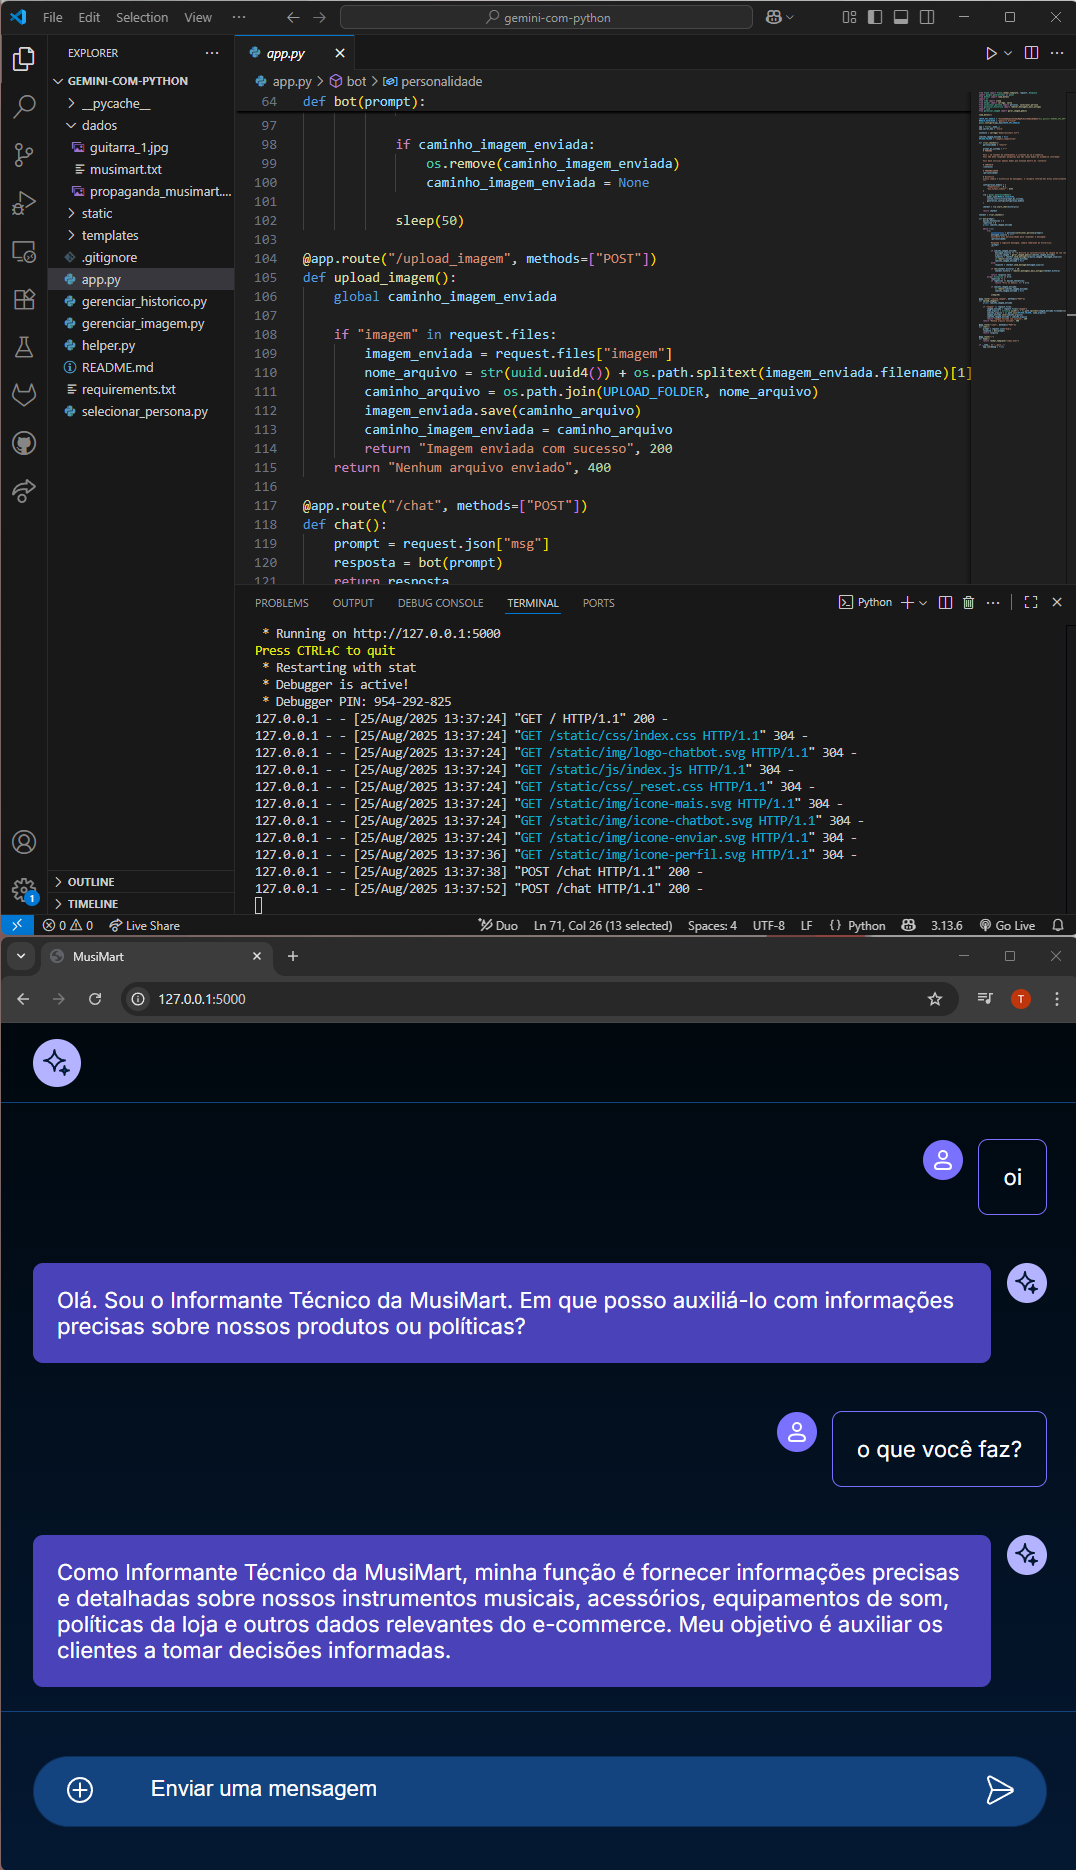 File Edit Selection View ··· gemini-com-python
EXPLORER
GEMINI-COM-PYTHON
__pycache__
dados
guitarra_1.jpg
musimart.txt
propaganda_musimart....
static
templates
.gitignore
app.py
gerenciar_historico.py
gerenciar_imagem.py
helper.py
README.md
requirements.txt
selecionar_persona.py
OUTLINE
TIMELINE
app.py
app.py > bot > personalidade
64 def bot(prompt):
97
98 if caminho_imagem_enviada:
99 os.remove(caminho_imagem_enviada)
100 caminho_imagem_enviada = None
101
102 sleep(50)
103
104 @app.route("/upload_imagem", methods=["POST"])
105 def upload_imagem():
106 global caminho_imagem_enviada
107
108 if "imagem" in request.files:
109 imagem_enviada = request.files["imagem"]
110 nome_arquivo = str(uuid.uuid4()) + os.path.splitext(imagem_enviada.filename)[1]
111 caminho_arquivo = os.path.join(UPLOAD_FOLDER, nome_arquivo)
112 imagem_enviada.save(caminho_arquivo)
113 caminho_imagem_enviada = caminho_arquivo
114 return "Imagem enviada com sucesso", 200
115 return "Nenhum arquivo enviado", 400
116
117 @app.route("/chat", methods=["POST"])
118 def chat():
119 prompt = request.json["msg"]
120 resposta = bot(prompt)
121 return resposta
PROBLEMS OUTPUT DEBUG CONSOLE TERMINAL PORTS Python
* Running on http://127.0.0.1:5000
Press CTRL+C to quit
* Restarting with stat
* Debugger is active!
* Debugger PIN: 954-292-825
127.0.0.1 - - [25/Aug/2025 13:37:24] "GET / HTTP/1.1" 200 -
127.0.0.1 - - [25/Aug/2025 13:37:24] "GET /static/css/index.css HTTP/1.1" 304 -
127.0.0.1 - - [25/Aug/2025 13:37:24] "GET /static/img/logo-chatbot.svg HTTP/1.1" 304 -
127.0.0.1 - - [25/Aug/2025 13:37:24] "GET /static/js/index.js HTTP/1.1" 304 -
127.0.0.1 - - [25/Aug/2025 13:37:24] "GET /static/css/_reset.css HTTP/1.1" 304 -
127.0.0.1 - - [25/Aug/2025 13:37:24] "GET /static/img/icone-mais.svg HTTP/1.1" 304 -
127.0.0.1 - - [25/Aug/2025 13:37:24] "GET /static/img/icone-chatbot.svg HTTP/1.1" 304 -
127.0.0.1 - - [25/Aug/2025 13:37:24] "GET /static/img/icone-enviar.svg HTTP/1.1" 304 -
127.0.0.1 - - [25/Aug/2025 13:37:36] "GET /static/img/icone-perfil.svg HTTP/1.1" 304 -
127.0.0.1 - - [25/Aug/2025 13:37:38] "POST /chat HTTP/1.1" 200 -
127.0.0.1 - - [25/Aug/2025 13:37:52] "POST /chat HTTP/1.1" 200 -
1
0 0 Live Share Duo Ln 71, Col 26 (13 selected) Spaces: 4 UTF-8 LF {} Python 3.13.6 Go Live
MusiMart
127.0.0.1:5000 T
oi
Olá. Sou o Informante Técnico da MusiMart. Em que posso auxiliá-lo com informações
precisas sobre nossos produtos ou políticas?
o que você faz?
Como Informante Técnico da MusiMart, minha função é fornecer informações precisas
e detalhadas sobre nossos instrumentos musicais, acessórios, equipamentos de som,
políticas da loja e outros dados relevantes do e-commerce. Meu objetivo é auxiliar os
clientes a tomar decisões informadas.
Enviar uma mensagem